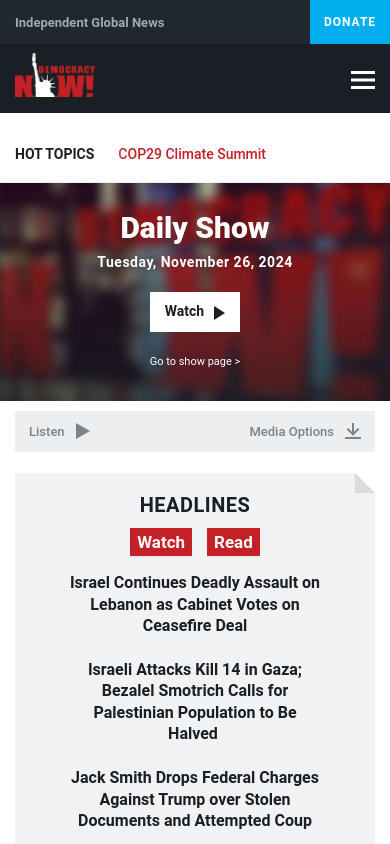 Independent Global News
DONATE
DEMOCRACY
NOW!
HOT TOPICS
COP29 Climate Summit
Daily Show
Tuesday, November 26, 2024
Watch
Go to show page >
Listen
Media Options
HEADLINES
Watch
Read
Israel Continues Deadly Assault on
Lebanon as Cabinet Votes on
Ceasefire Deal
Israeli Attacks Kill 14 in Gaza;
Bezalel Smotrich Calls for
Palestinian Population to Be
Halved
Jack Smith Drops Federal Charges
Against Trump over Stolen
Documents and Attempted Coup